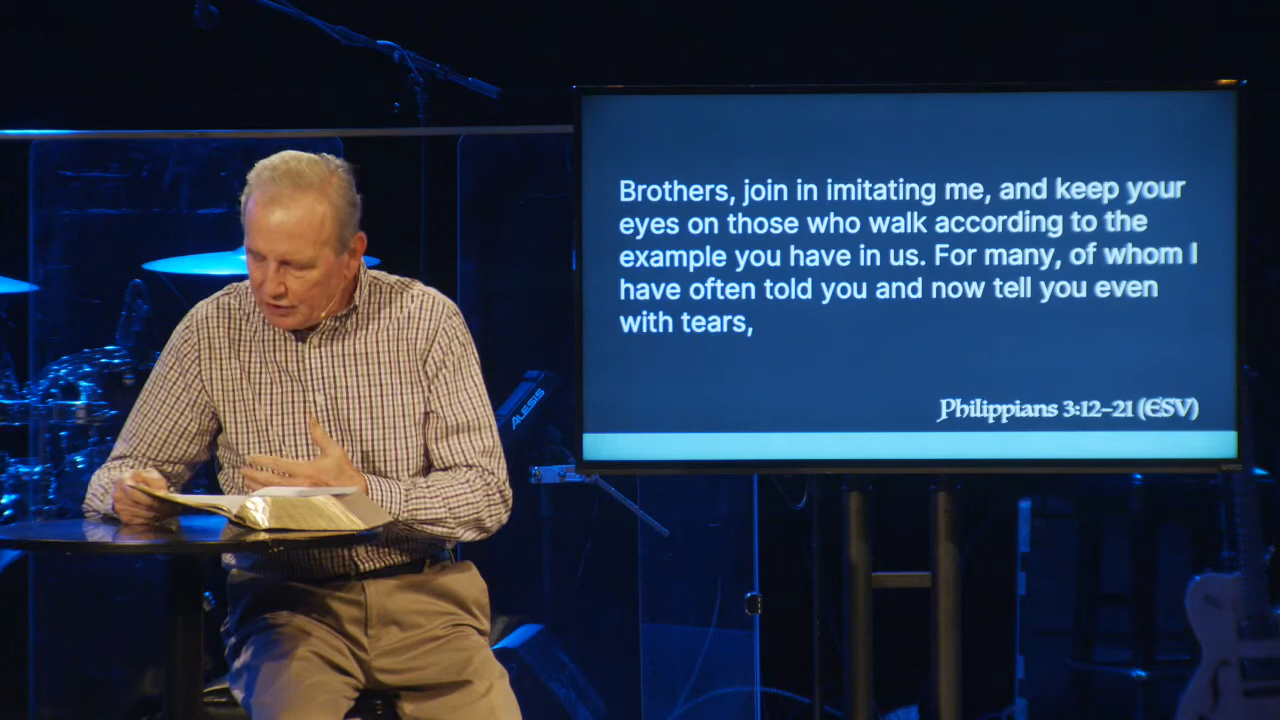 Brothers, join in imitating me, and keep your
eyes on those who walk according to the
example you have in us. For many, of whom I
have often told you and now tell you even
with tears,
Philippians 3:12–21 (ESV)
ALESIS